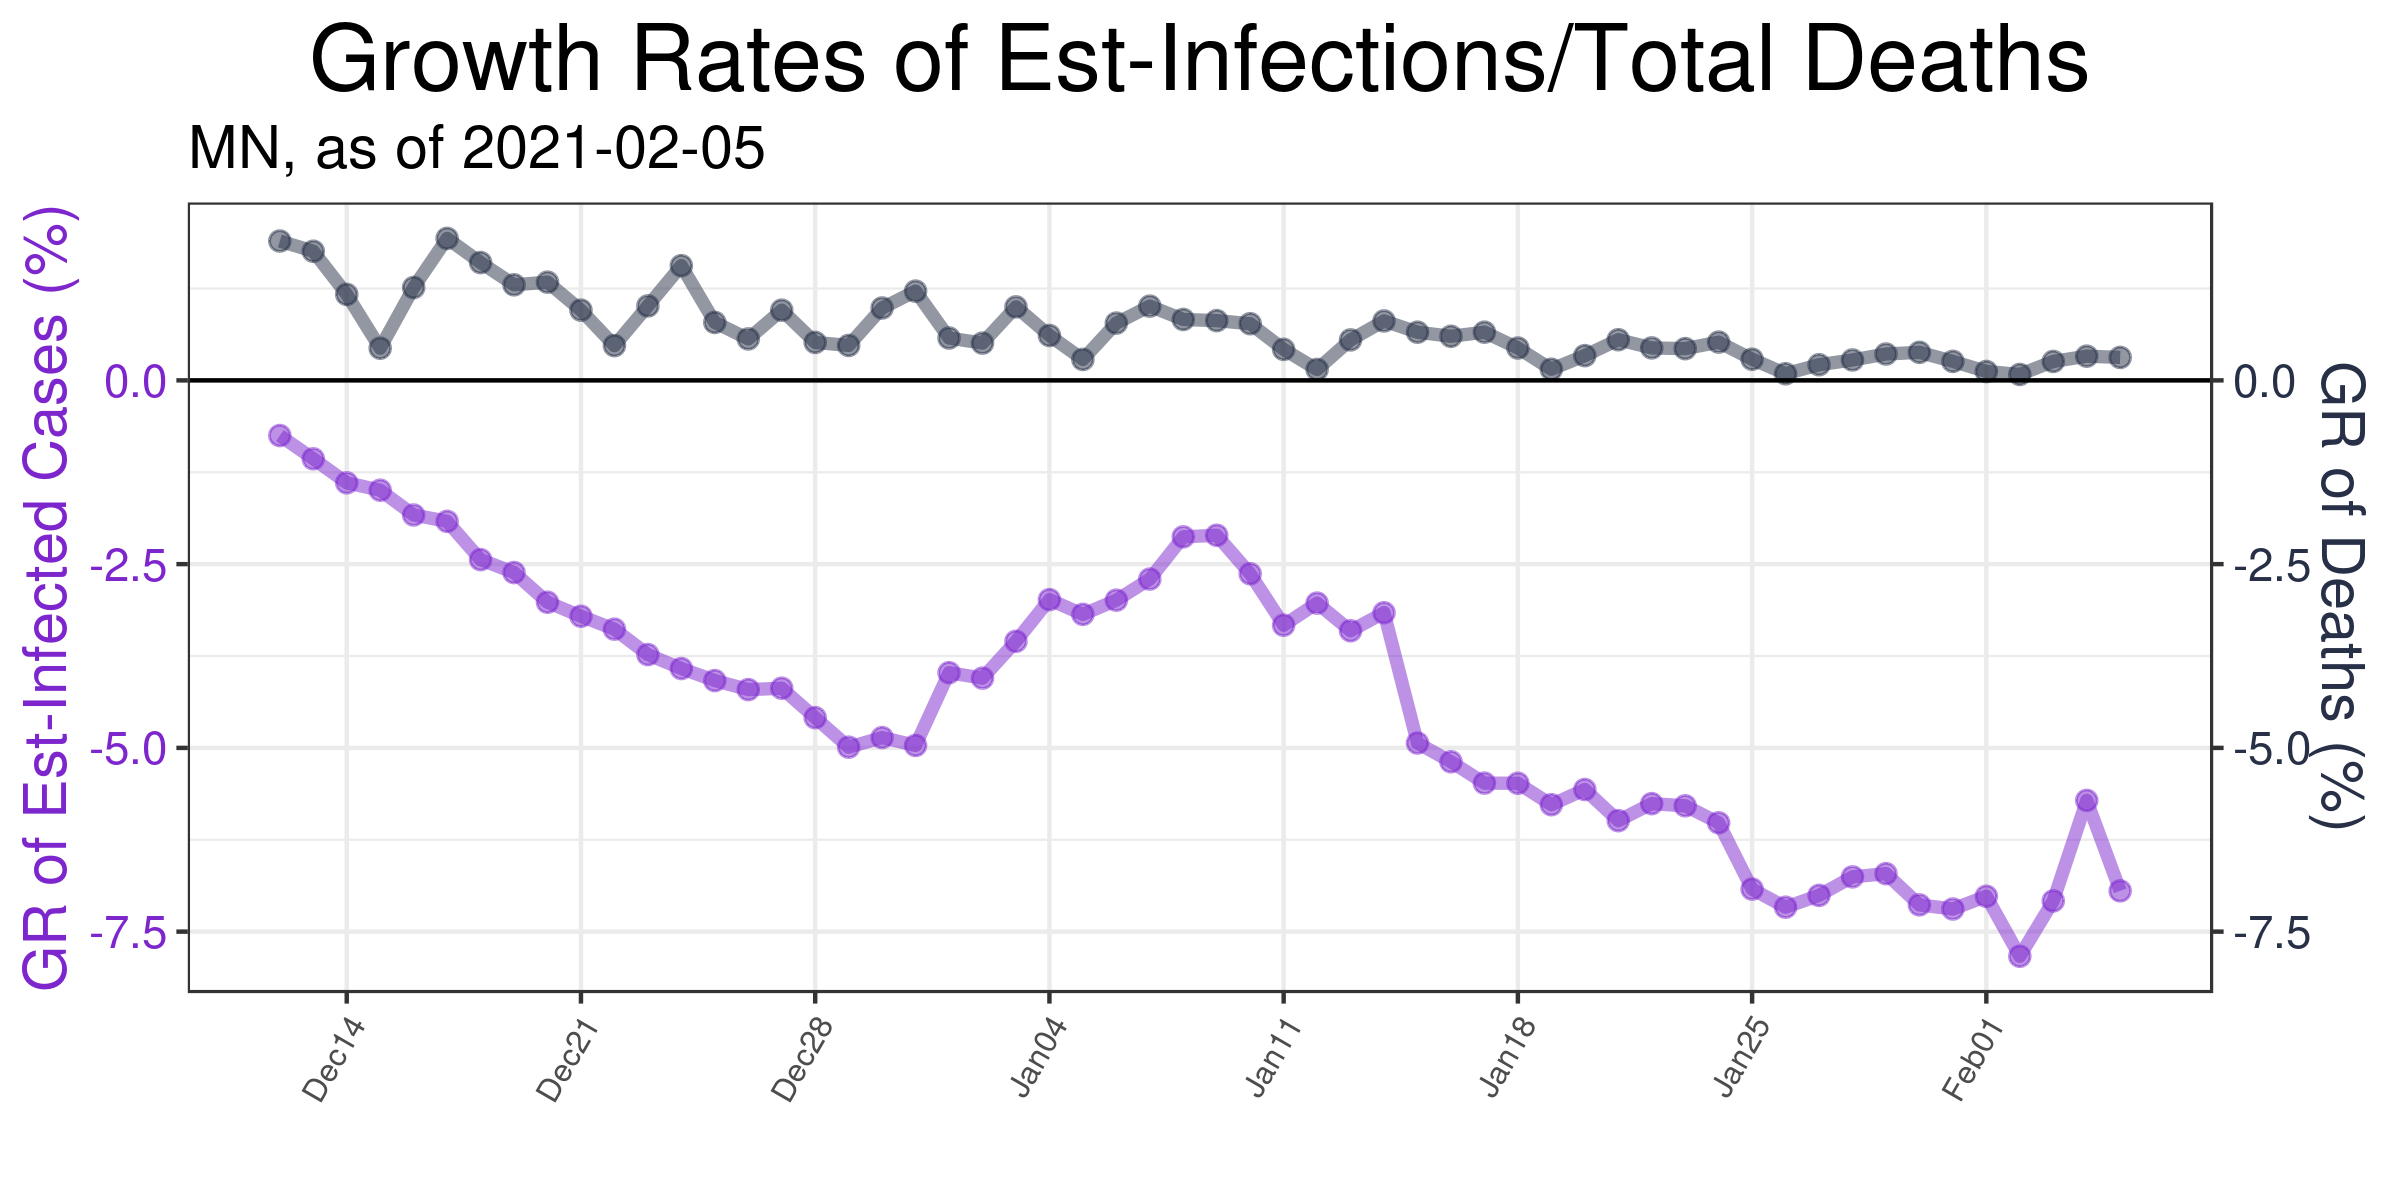 Growth Rates of Est-Infections/Total Deaths
MN, as of 2021-02-05
GR of Est-Infected Cases (%)
0.0
-2.5
-5.0
-7.5
0.0
-2.5
-5.0
-7.5
GR of Deaths (%)
Dec14
Dec21
Dec28
Jan04
Jan11
Jan18
Jan25
Feb01